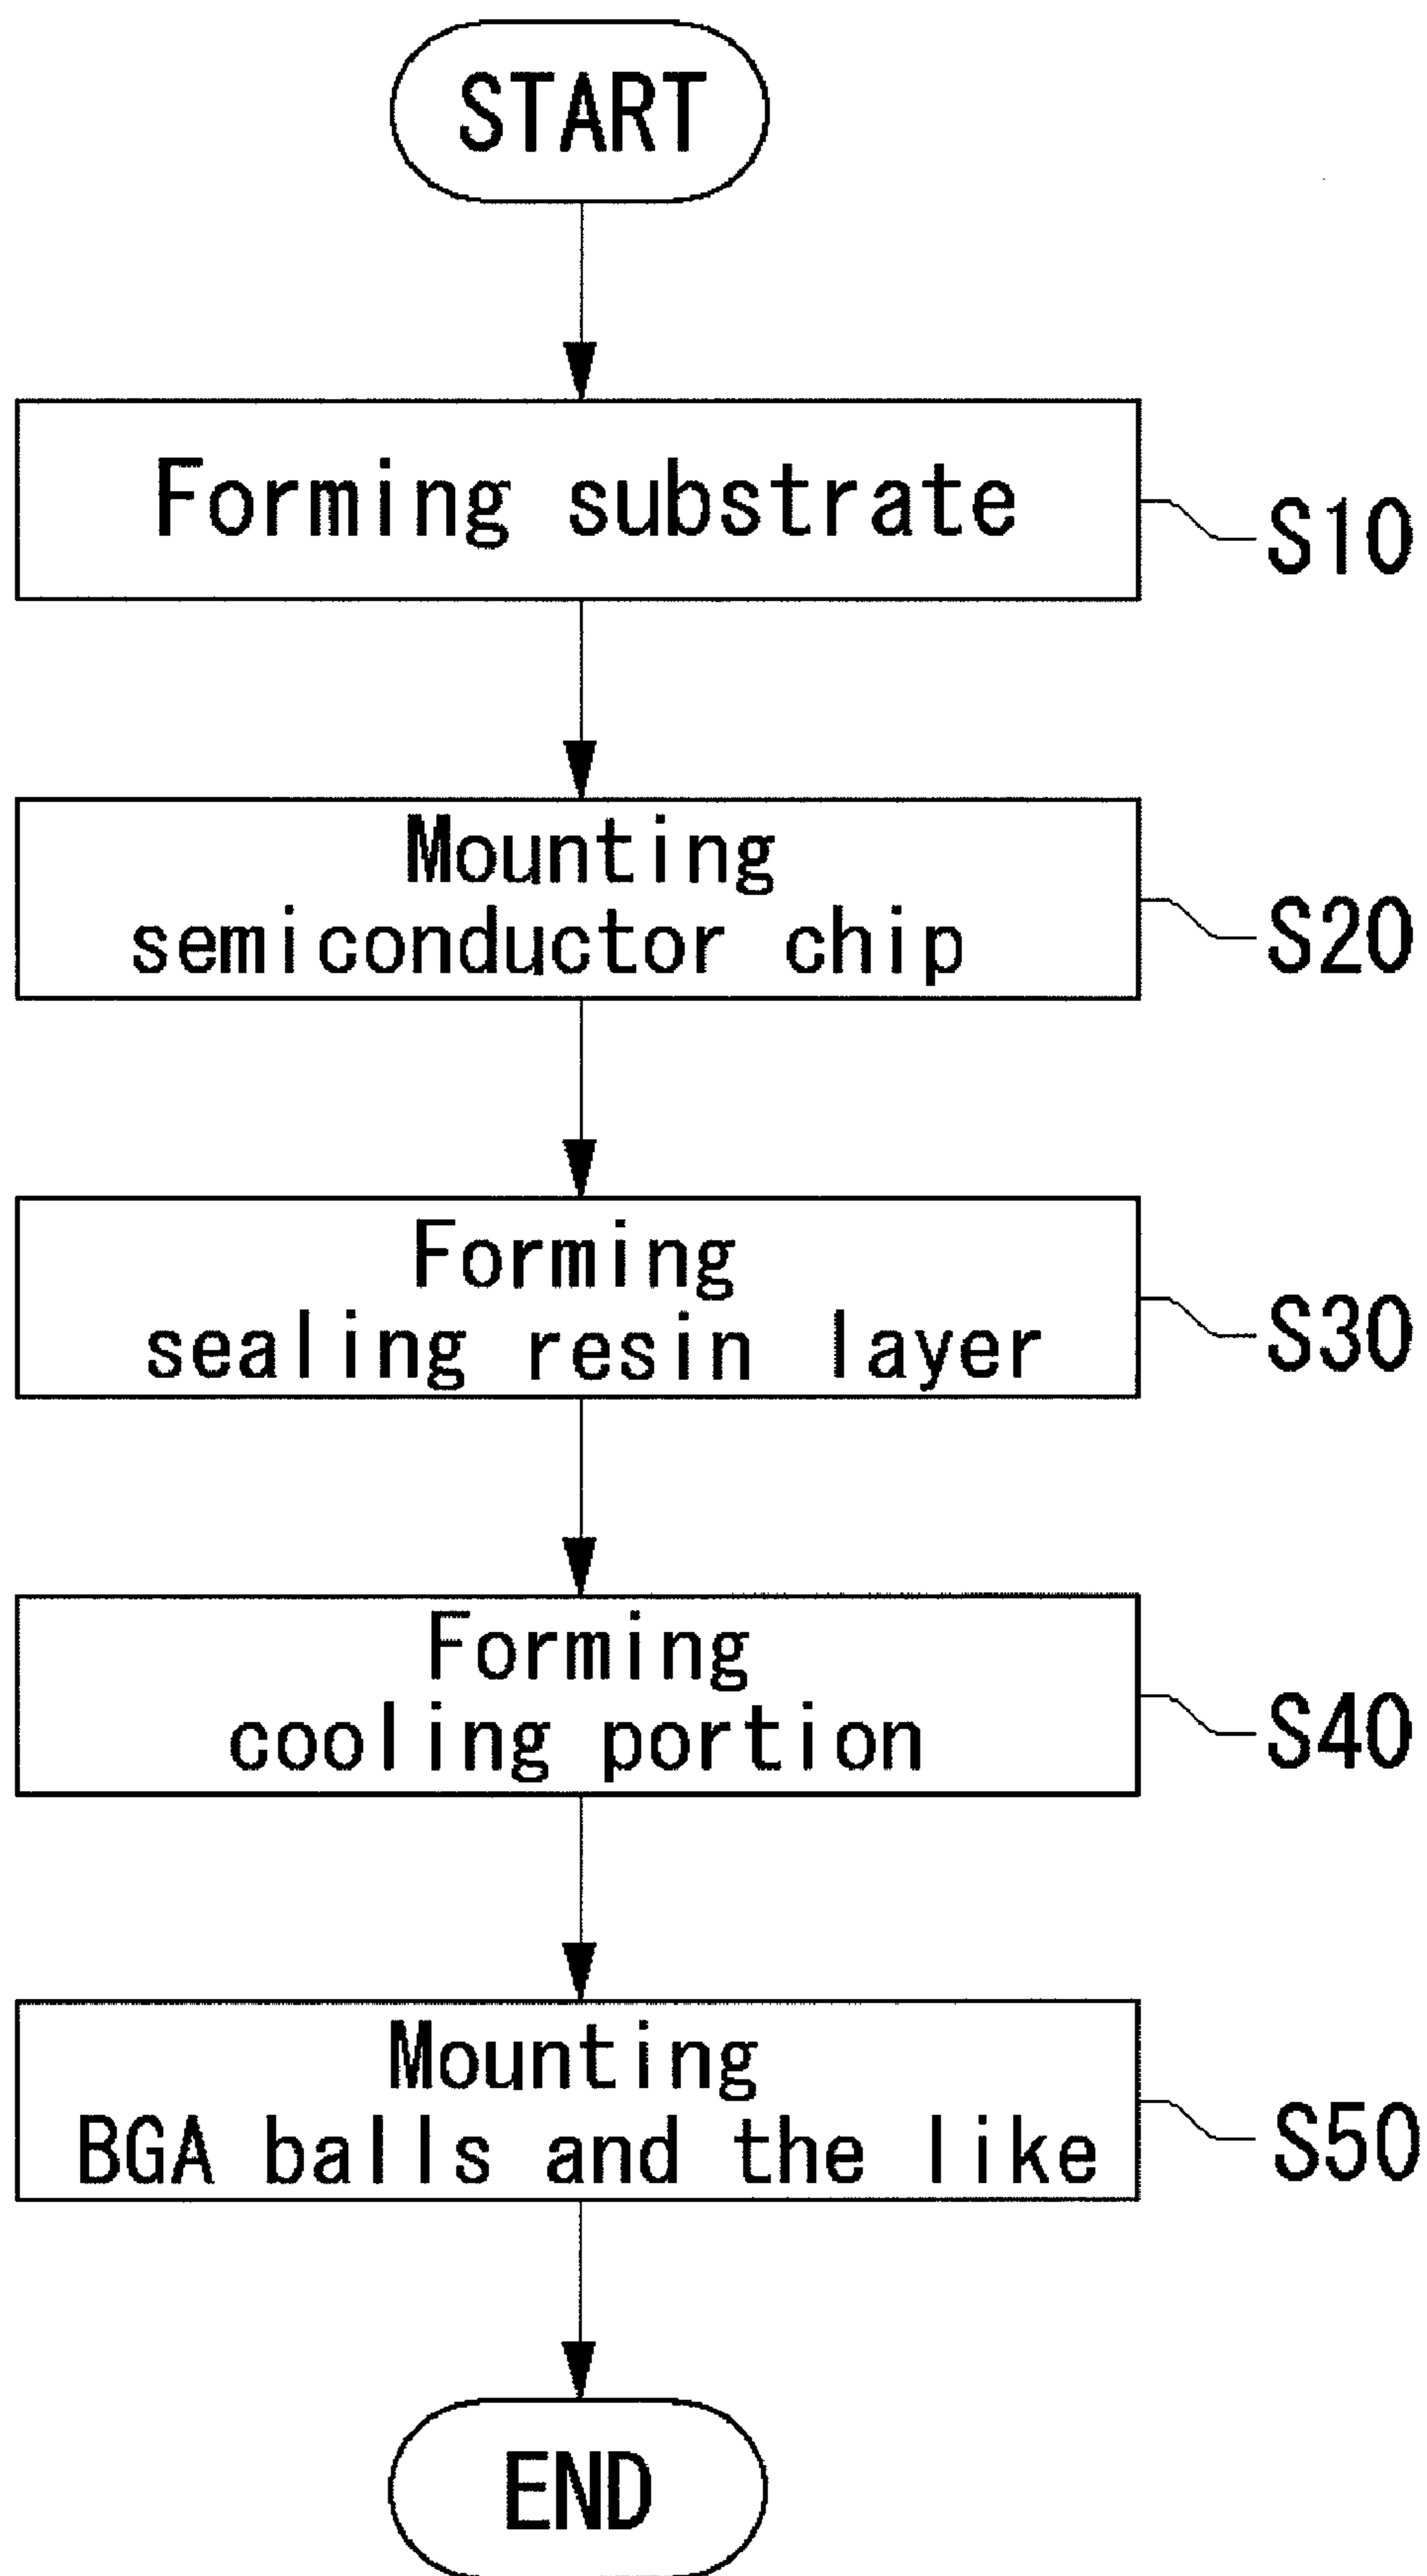 START
Forming substrate
S10
Mounting
semiconductor chip
S20
Forming
sealing resin layer
S30
Forming
cooling portion
S40
Mounting
BGA balls and the like
S50
END